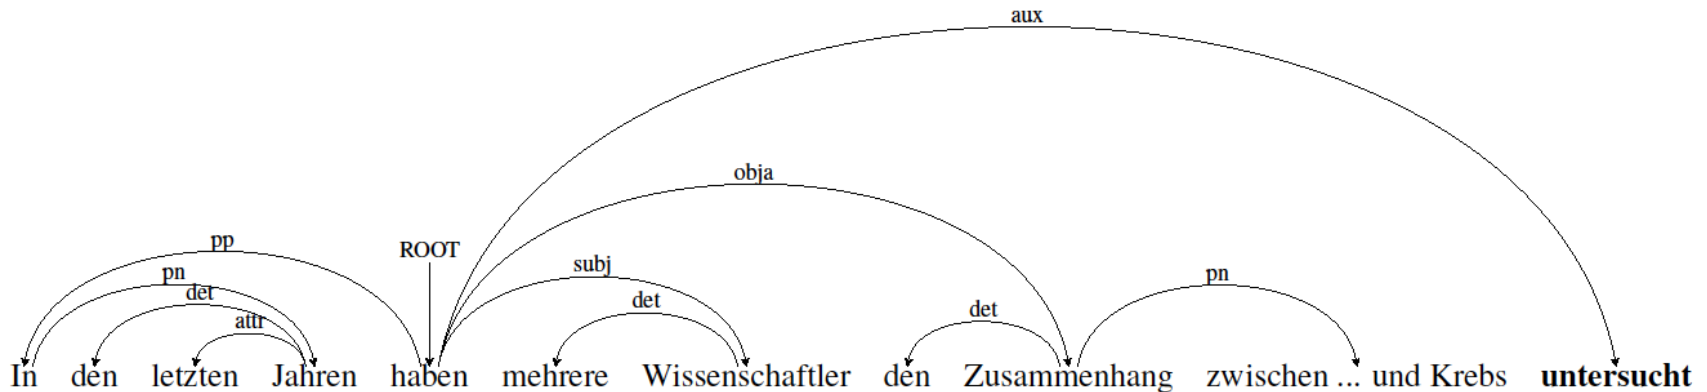 aux
obja
pp
ROOT
subj
pn
pn
det
det
det
attr
In den letzten Jahren haben mehrere Wissenschaftler den Zusammenhang zwischen ... und Krebs untersucht